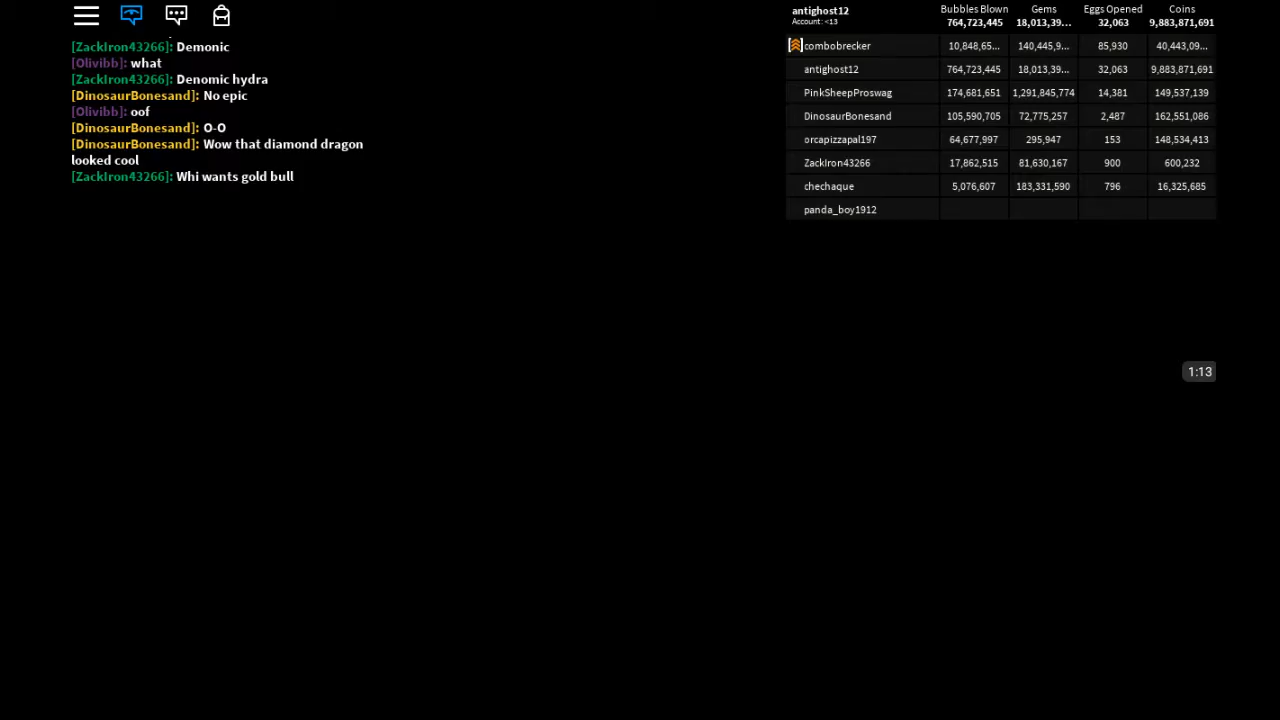 [ZackIron43266]: Demonic
[Olivibb]: what
[ZackIron43266]: Denomic hydra
[DinosaurBonesand]: No epic
[Olivibb]: oof
[DinosaurBonesand]: O-O
[DinosaurBonesand]: Wow that diamond dragon
looked cool
[ZackIron43266]: Whi wants gold bull
antighost12 Bubbles Blown Gems Eggs Opened Coins
Account: <13 764,723,445 18,013,39... 32,063 9,883,871,691
combobrecker 10,848,65... 140,445,9... 85,930 40,443,09...
antighost12 764,723,445 18,013,39... 32,063 9,883,871,691
PinkSheepProswag 174,681,651 1,291,845,774 14,381 149,537,139
DinosaurBonesand 105,590,705 72,775,257 2,487 162,551,086
orcapizzapal197 64,677,997 295,947 153 148,534,413
ZackIron43266 17,862,515 81,630,167 900 600,232
chechaque 5,076,607 183,331,590 796 16,325,685
panda_boy1912
1:13